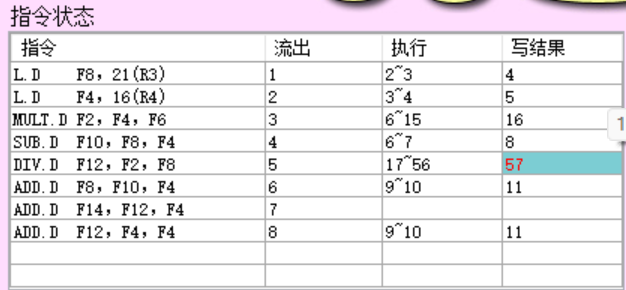 指令状态
指令 流出 执行 写结果
L.D F8, 21(R3) 1 2~3 4
L.D F4, 16(R4) 2 3~4 5
MULT.D F2, F4, F6 3 6~15 16
SUB.D F10, F8, F4 4 6~7 8
DIV.D F12, F2, F8 5 17~56 57
ADD.D F8, F10, F4 6 9~10 11
ADD.D F14, F12, F4 7
ADD.D F12, F4, F4 8 9~10 11
1